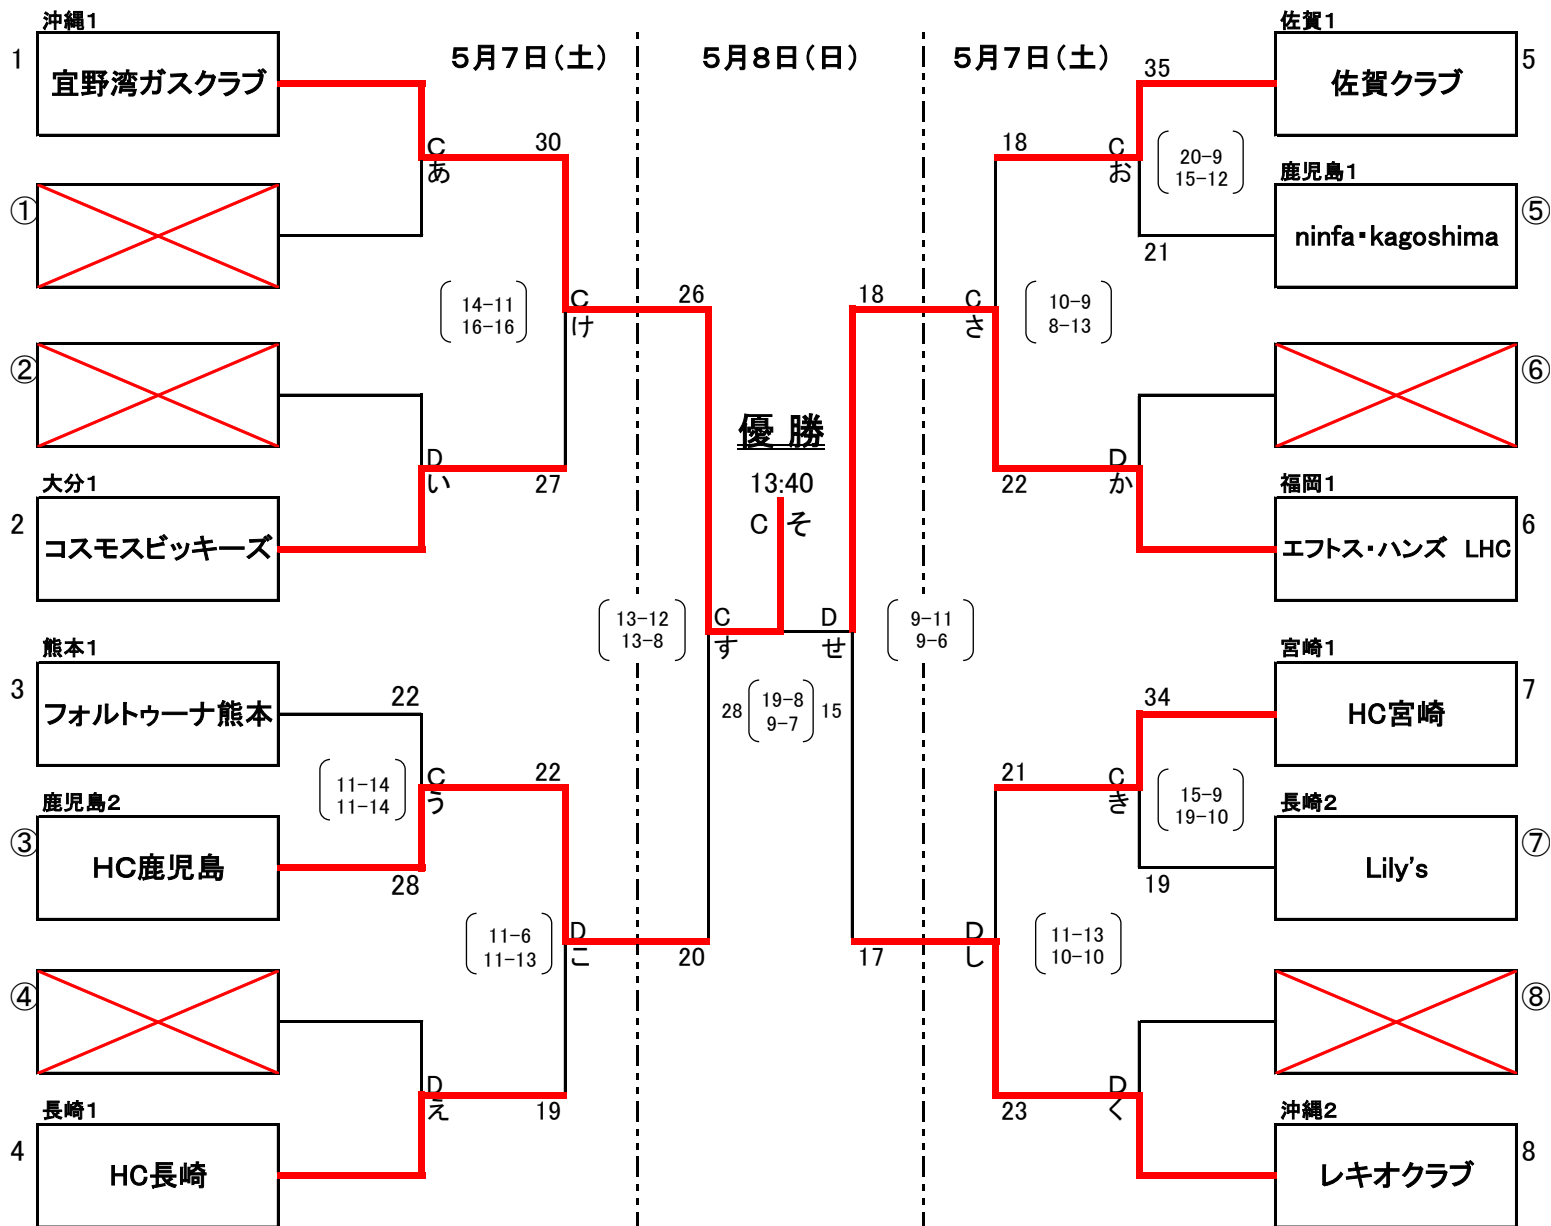 沖縄1
佐賀1
1
宜野湾ガスクラブ
5月7日(土)
5月8日(日)
5月7日(土)
35
佐賀クラブ
5
C
あ
30
18
C
お
20-9
15-12
鹿児島1
①
21
ninfa・kagoshima
⑤
14-11
16-16
C
け
26
18
C
さ
10-9
8-13
②
⑥
優 勝
D
い
27
13:40
C そ
22
D
か
大分1
2
コスモスビッキーズ
福岡1
エフトス・ハンズ LHC
6
13-12
13-8
C
す
D
せ
9-11
9-6
熊本1
3
フォルトゥーナ熊本
22
28
19-8
9-7
15
34
宮崎1
HC宮崎
7
11-14
11-14
C
う
22
21
C
き
15-9
19-10
鹿児島2
③
HC鹿児島
28
19
長崎2
Lily's
⑦
11-6
11-13
D
こ
20
17
D
し
11-13
10-10
④
⑧
D
え
19
23
D
く
長崎1
4
HC長崎
沖縄2
レキオクラブ
8